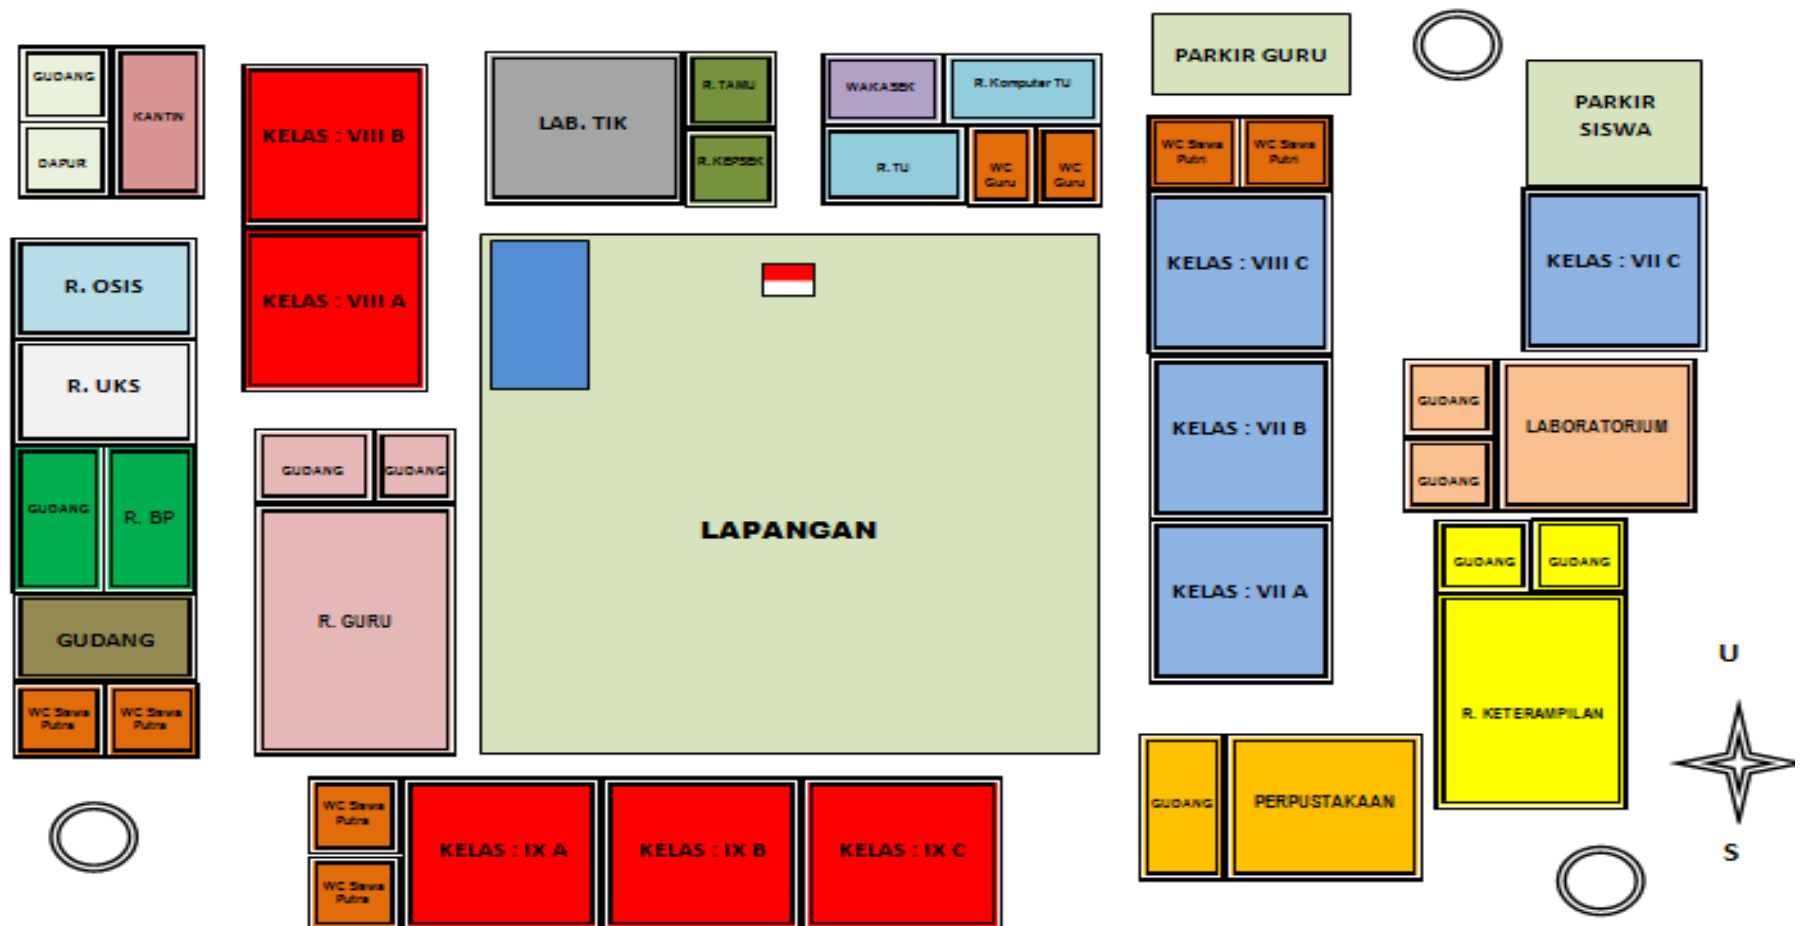 GUDANG
DAPUR
KANTIN
KELAS : VIII B
KELAS : VIII A
LAB. TIK
R. TAMU
R. KEPSEK
WAKASEK
R. Komputer TU
R. TU
WC
Guru
WC
Guru
PARKIR GURU
WC Siswa
Putri
WC Siswa
Putri
PARKIR
SISWA
R. OSIS
R. UKS
GUDANG
R. BP
GUDANG
WC Siswa
Putra
WC Siswa
Putra
GUDANG
GUDANG
R. GURU
LAPANGAN
KELAS : VIII C
KELAS : VII B
KELAS : VII A
KELAS : VII C
GUDANG
GUDANG
LABORATORIUM
GUDANG
GUDANG
R. KETERAMPILAN
GUDANG
PERPUSTAKAAN
WC Siswa
Putra
WC Siswa
Putra
KELAS : IX A
KELAS : IX B
KELAS : IX C
U
S